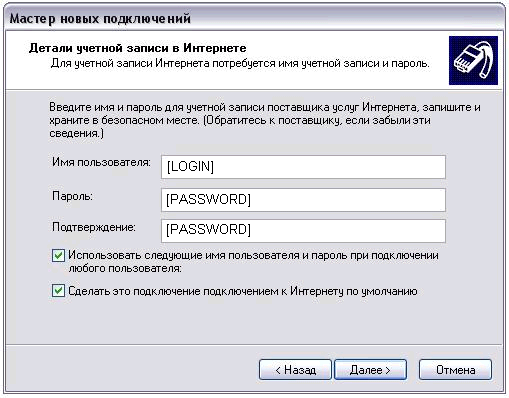 Мастер новых подключений
Детали учетной записи в Интернете
Для учетной записи Интернета потребуется имя учетной записи и пароль.
Введите имя и пароль для учетной записи поставщика услуг Интернета, запишите и
храните в безопасном месте. (Обратитесь к поставщику, если забыли эти
сведения.)
Имя пользователя: [LOGIN]
Пароль: [PASSWORD]
Подтверждение: [PASSWORD]
Использовать следующие имя пользователя и пароль при подключении
любого пользователя:
Сделать это подключение подключением к Интернету по умолчанию
< Назад Далее > Отмена